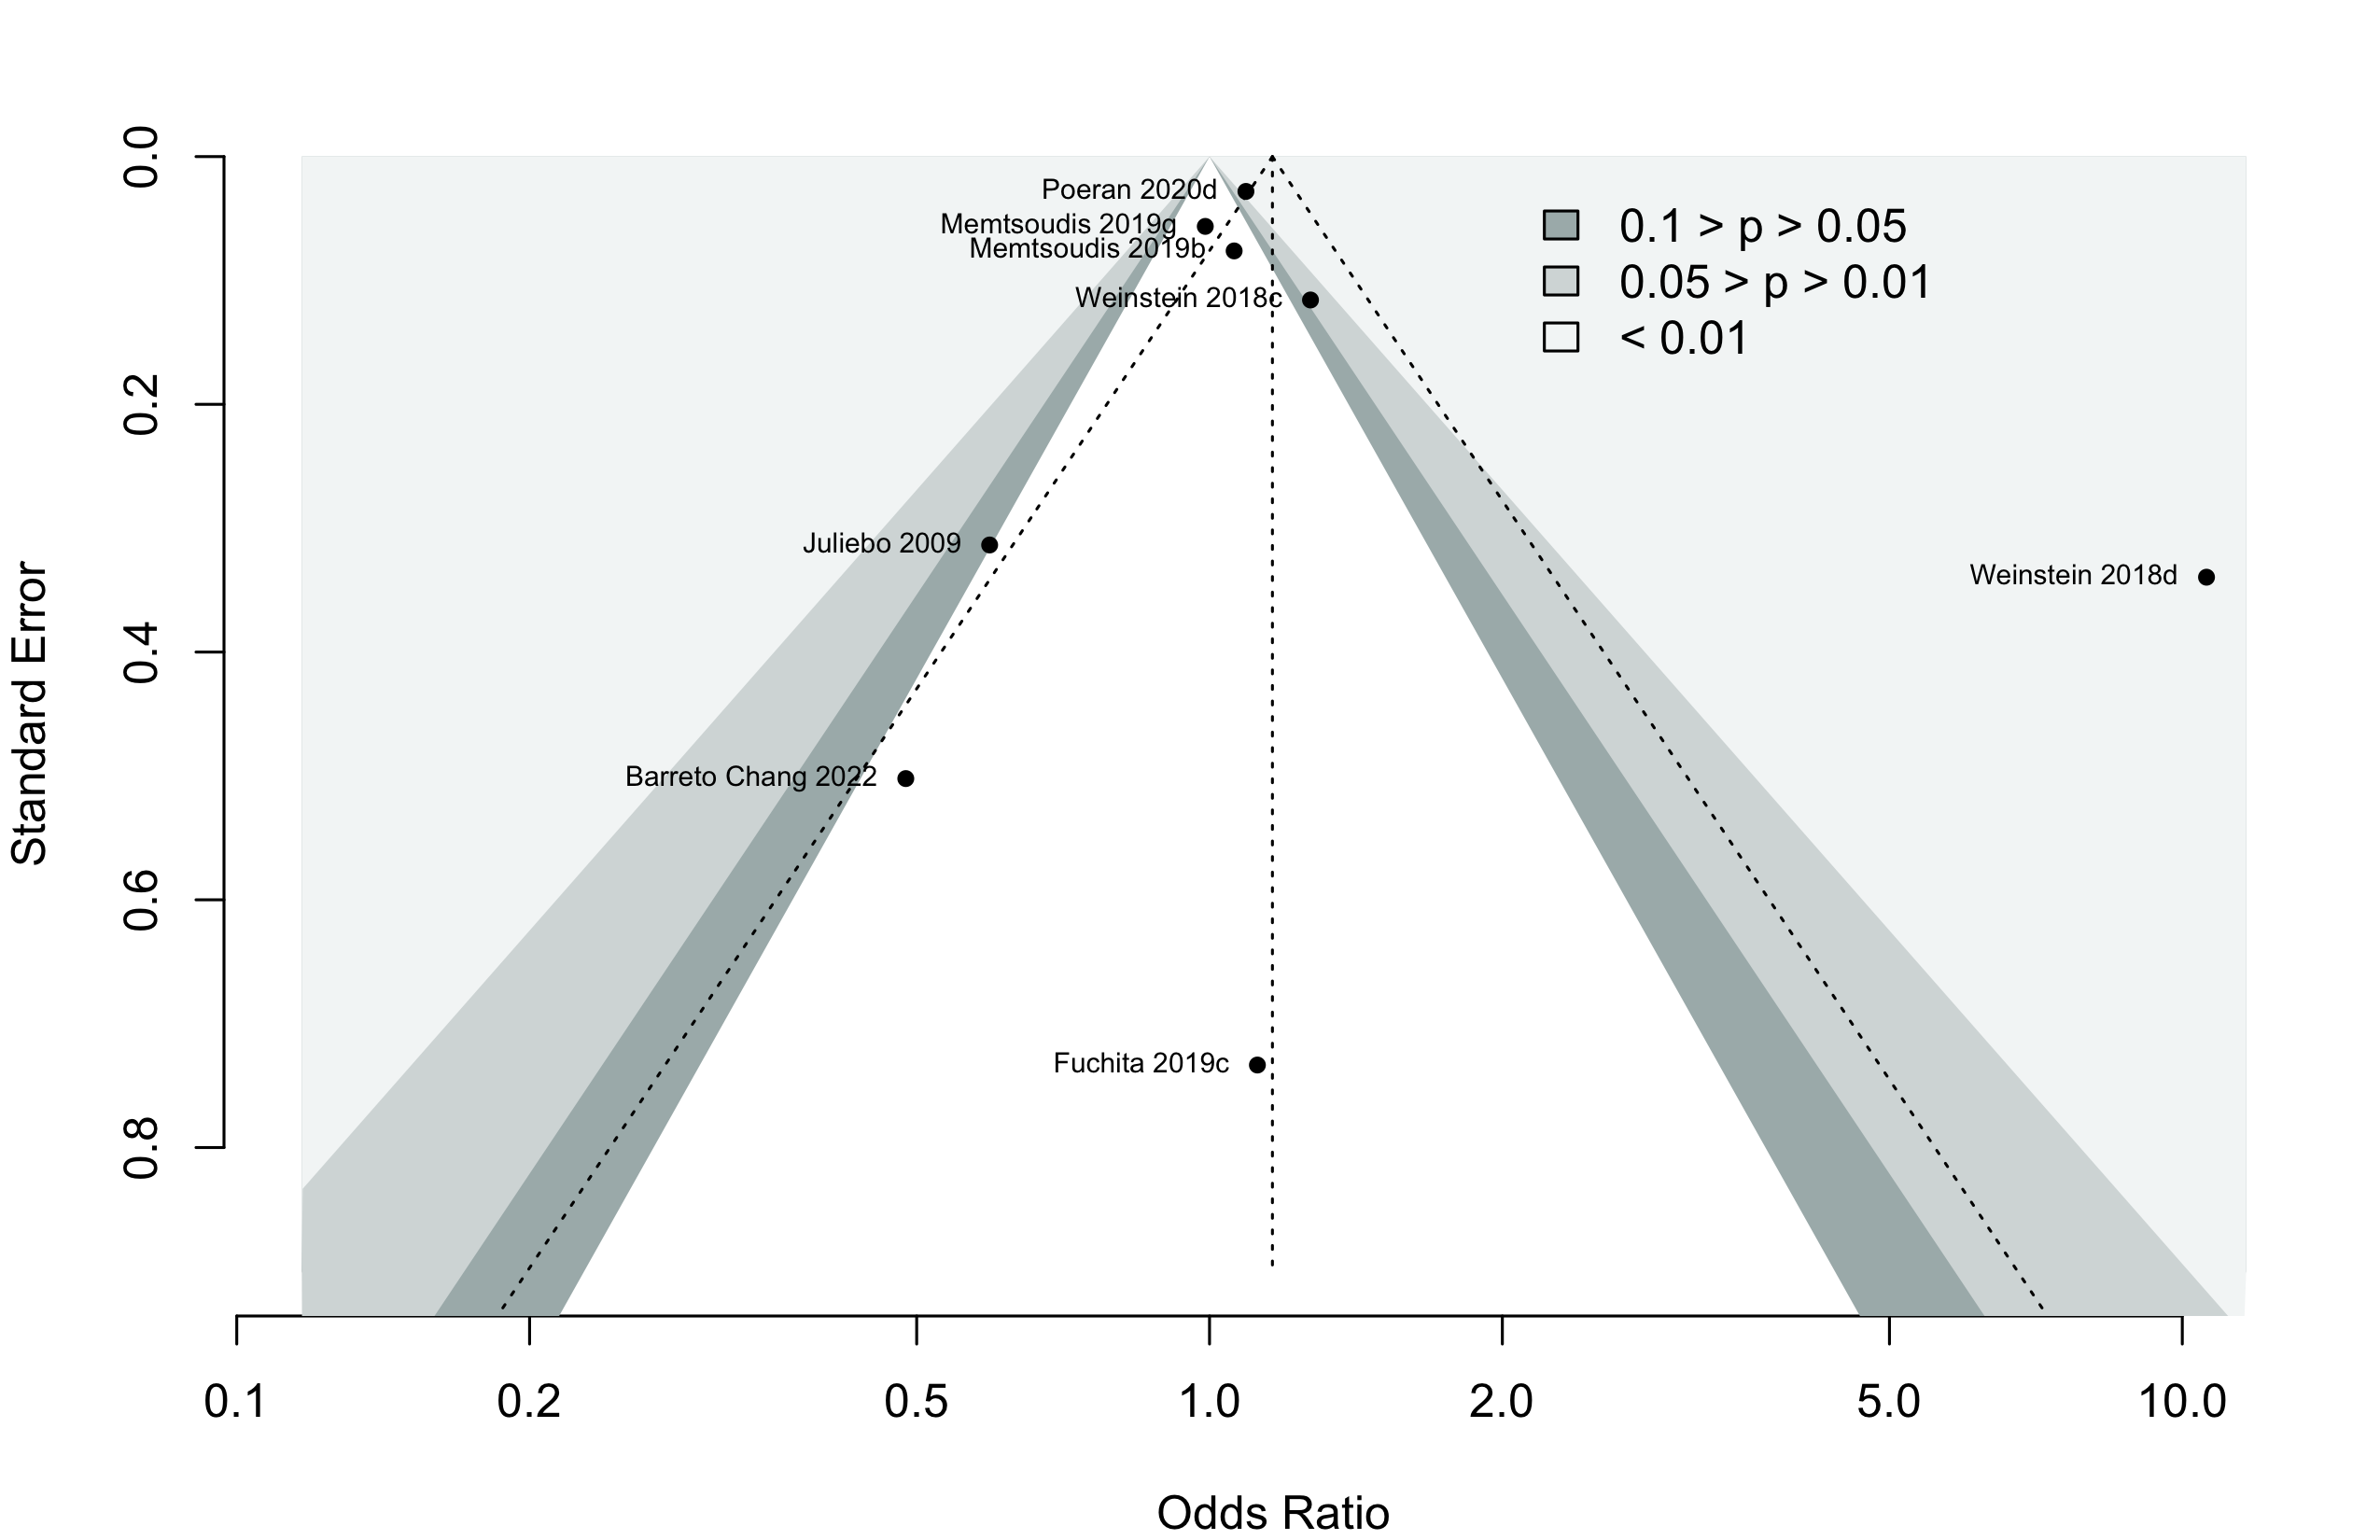 Poeran 2020d
Memtsoudis 2019g
Memtsoudis 2019b
Weinstein 2018c
Juliebo 2009
Weinstein 2018d
Barreto Chang 2022
Fuchita 2019c
0.1 > p > 0.05
0.05 > p > 0.01
< 0.01
Standard Error
0.0
0.2
0.4
0.6
0.8
0.1
0.2
0.5
1.0
2.0
5.0
10.0
Odds Ratio